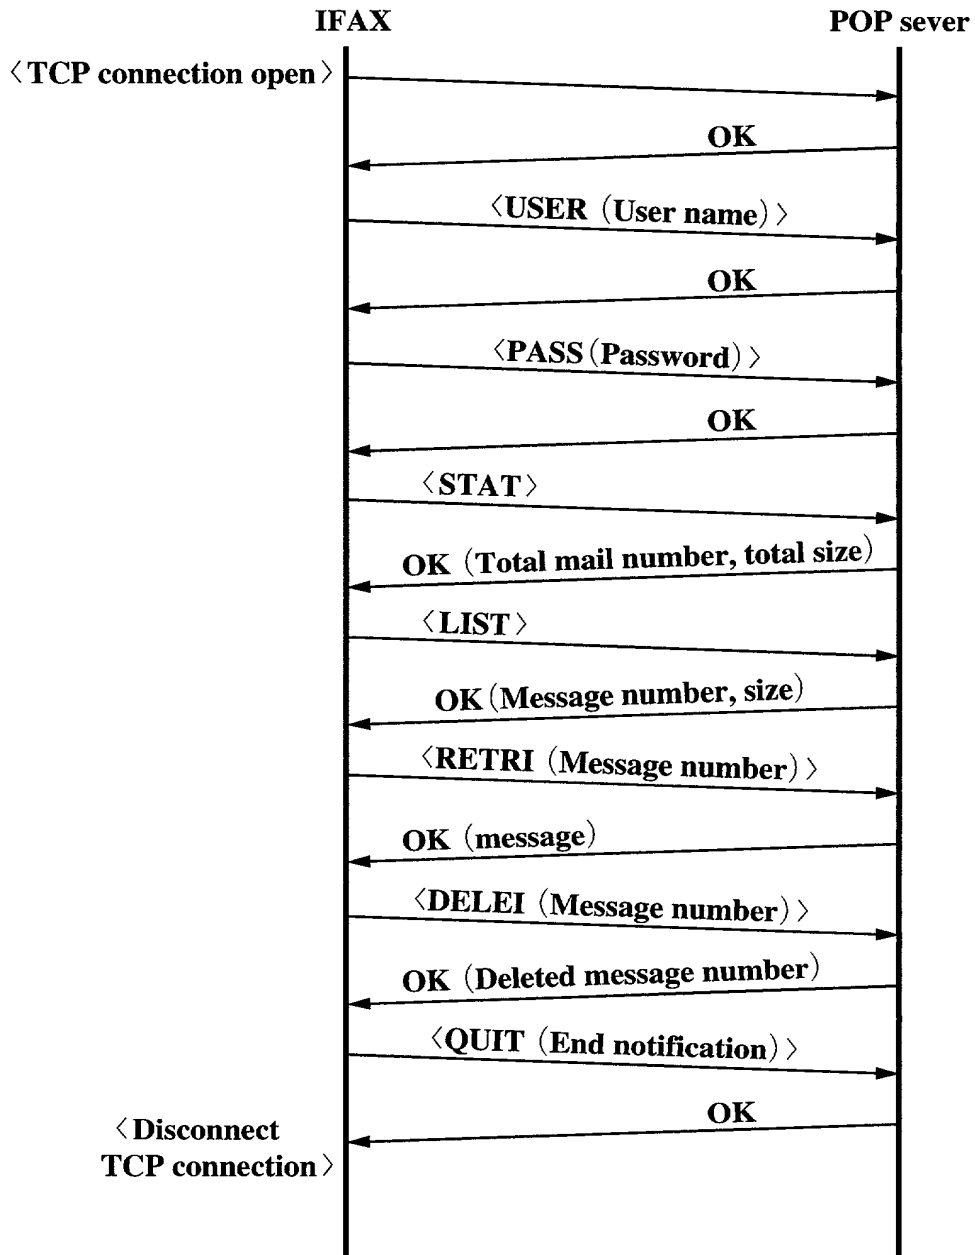 IFAX
POP sever
〈TCP connection open〉
OK
〈USER (User name)〉
OK
〈PASS (Password)〉
OK
〈STAT〉
OK (Total mail number, total size)
〈LIST〉
OK (Message number, size)
〈RETRI (Message number)〉
OK (message)
〈DELEI (Message number)〉
OK (Deleted message number)
〈QUIT (End notification)〉
OK
〈Disconnect
TCP connection〉